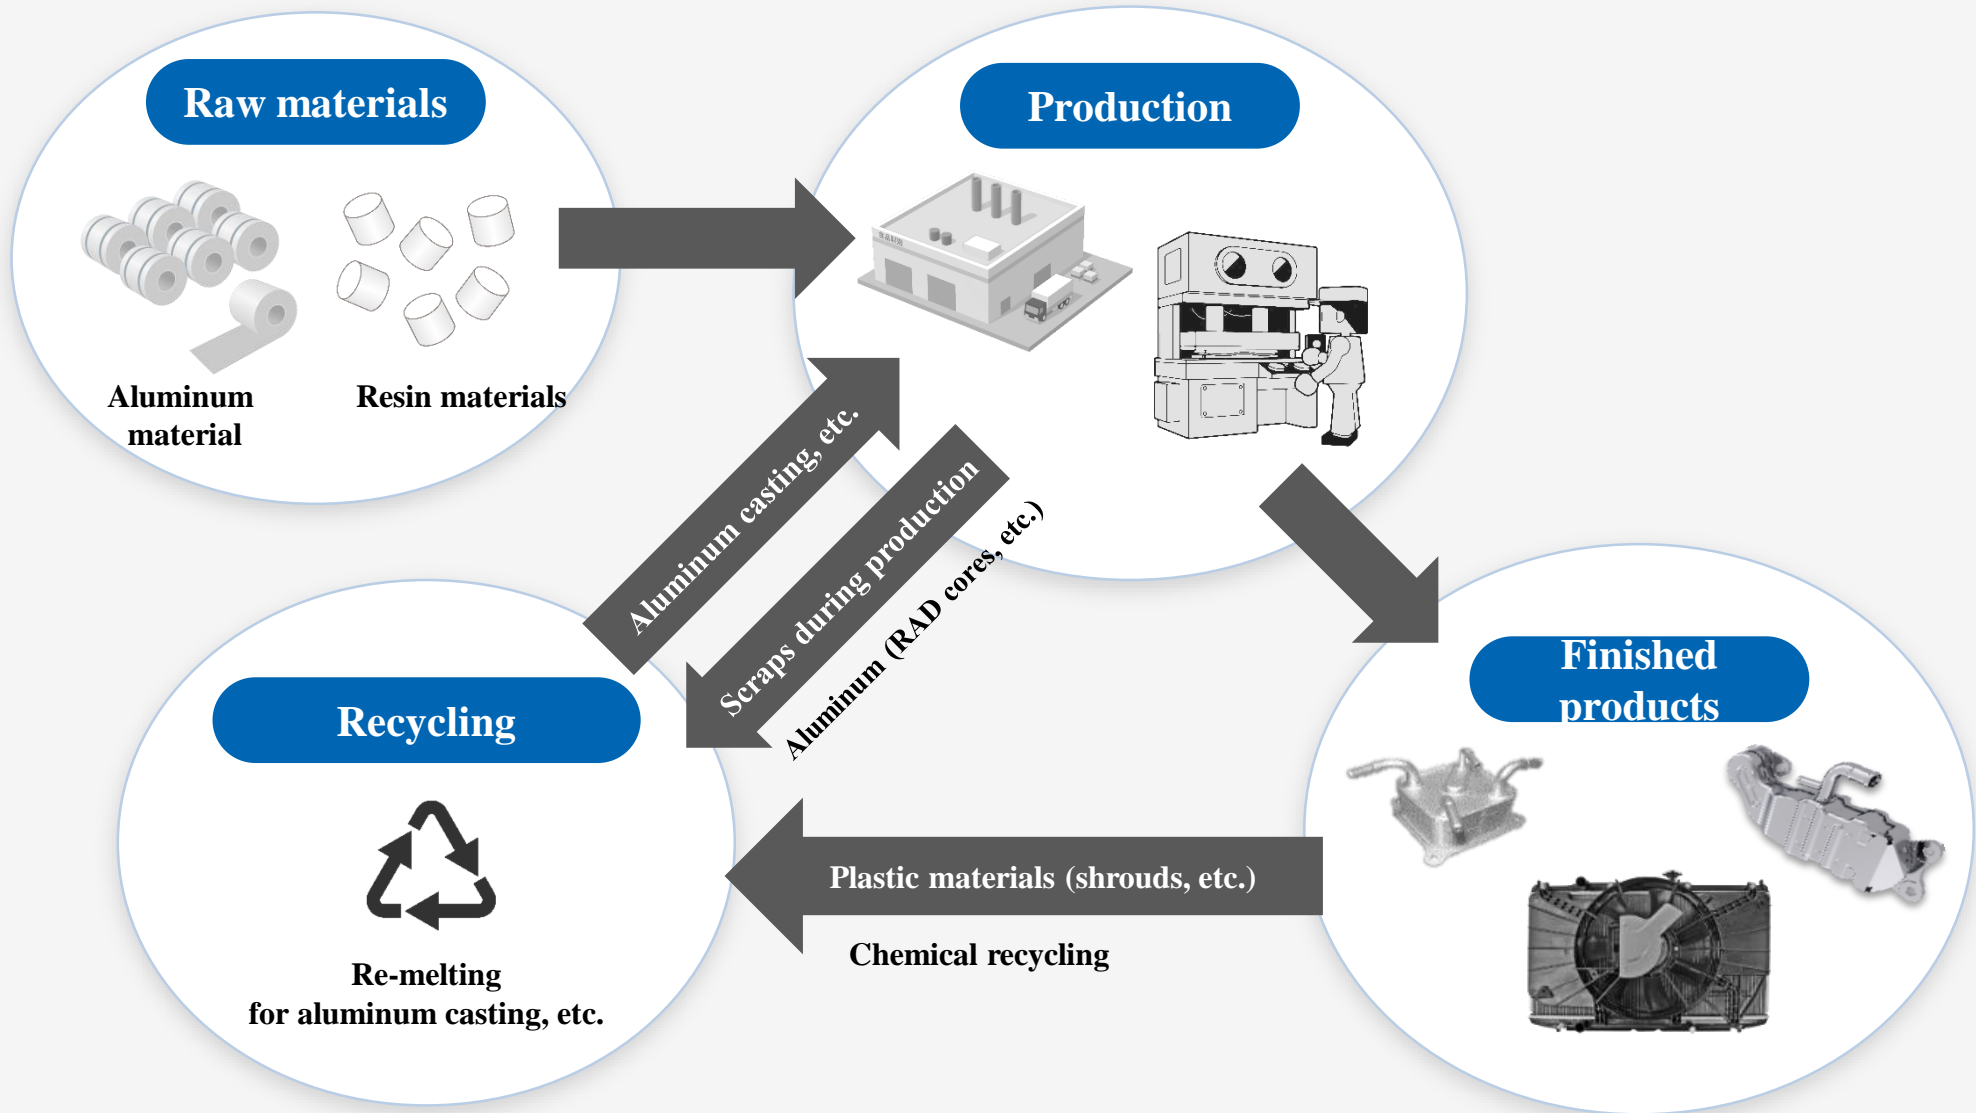 Raw materials
Aluminum
material
Resin materials
Production
Aluminum casting, etc.
Scraps during production
Aluminum (RAD cores, etc.)
Finished
products
Recycling
Re-melting
for aluminum casting, etc.
Plastic materials (shrouds, etc.)
Chemical recycling